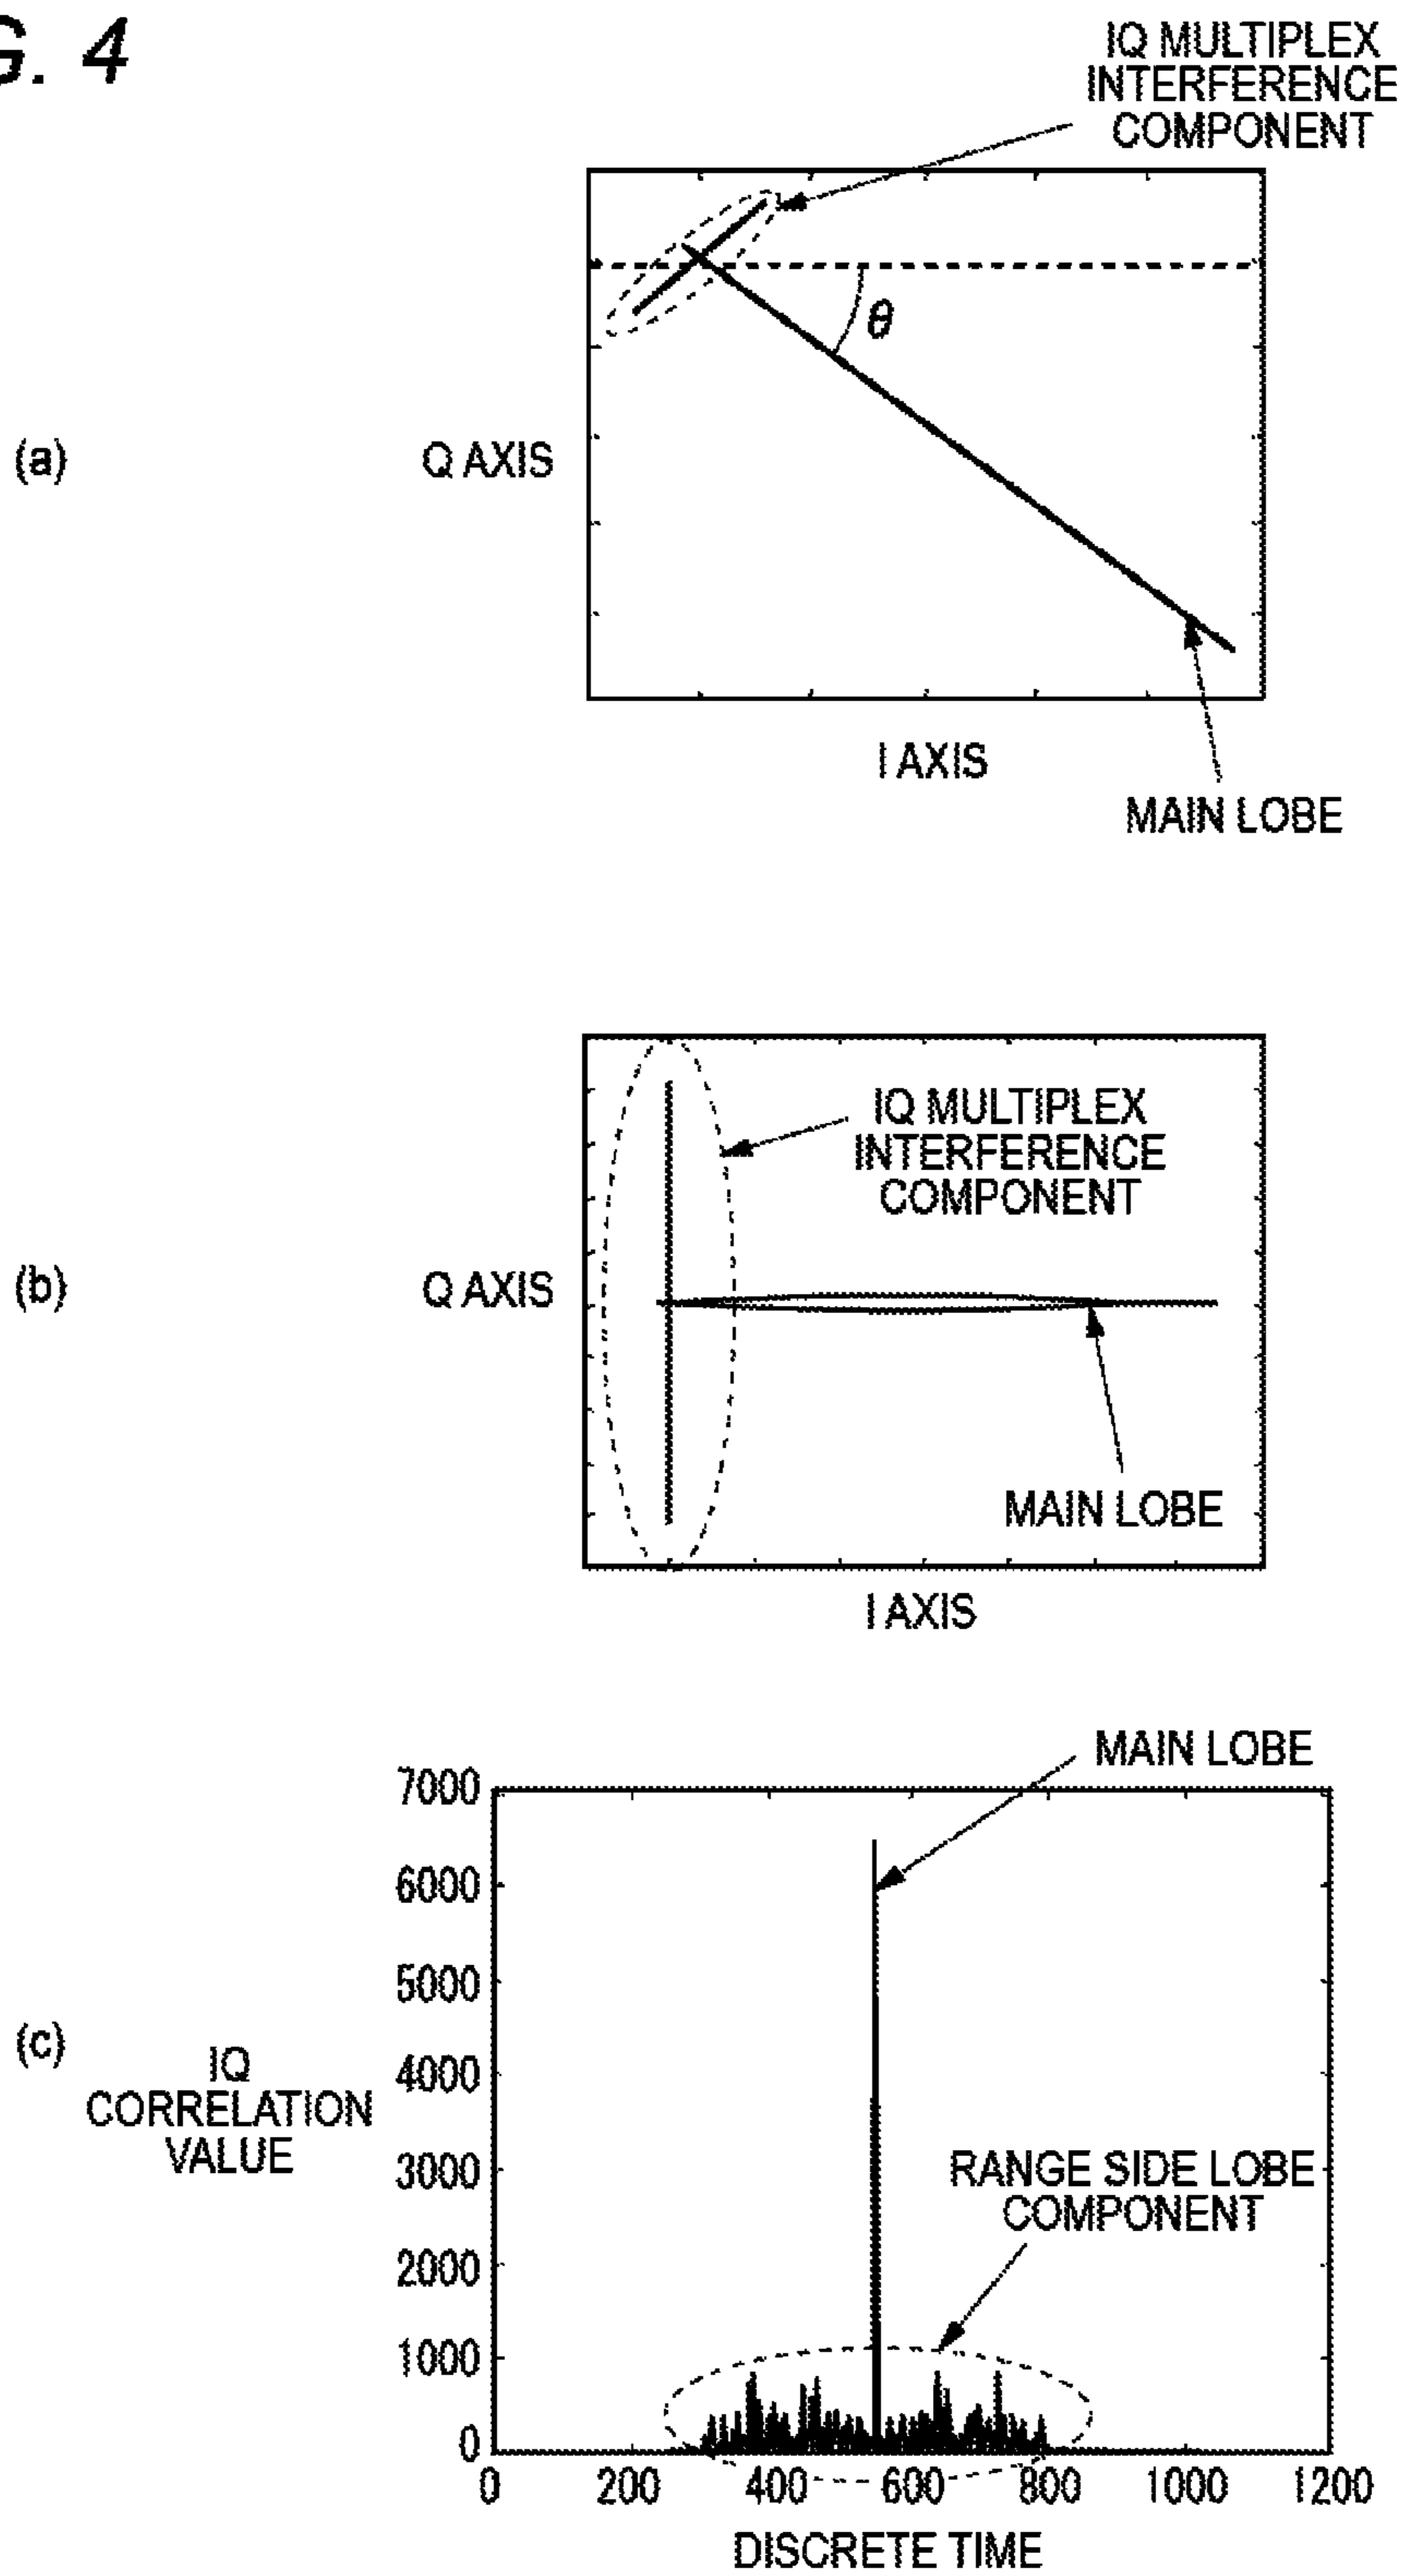 G. 4
IQ MULTIPLEX
INTERFERENCE
COMPONENT
θ
(a)
Q AXIS
I AXIS
MAIN LOBE
IQ MULTIPLEX
INTERFERENCE
COMPONENT
(b)
Q AXIS
MAIN LOBE
I AXIS
MAIN LOBE
7000
6000
5000
(c)
IQ
CORRELATION
VALUE
4000
3000
RANGE SIDE LOBE
COMPONENT
2000
1000
0
0 200 400 600 800 1000 1200
DISCRETE TIME